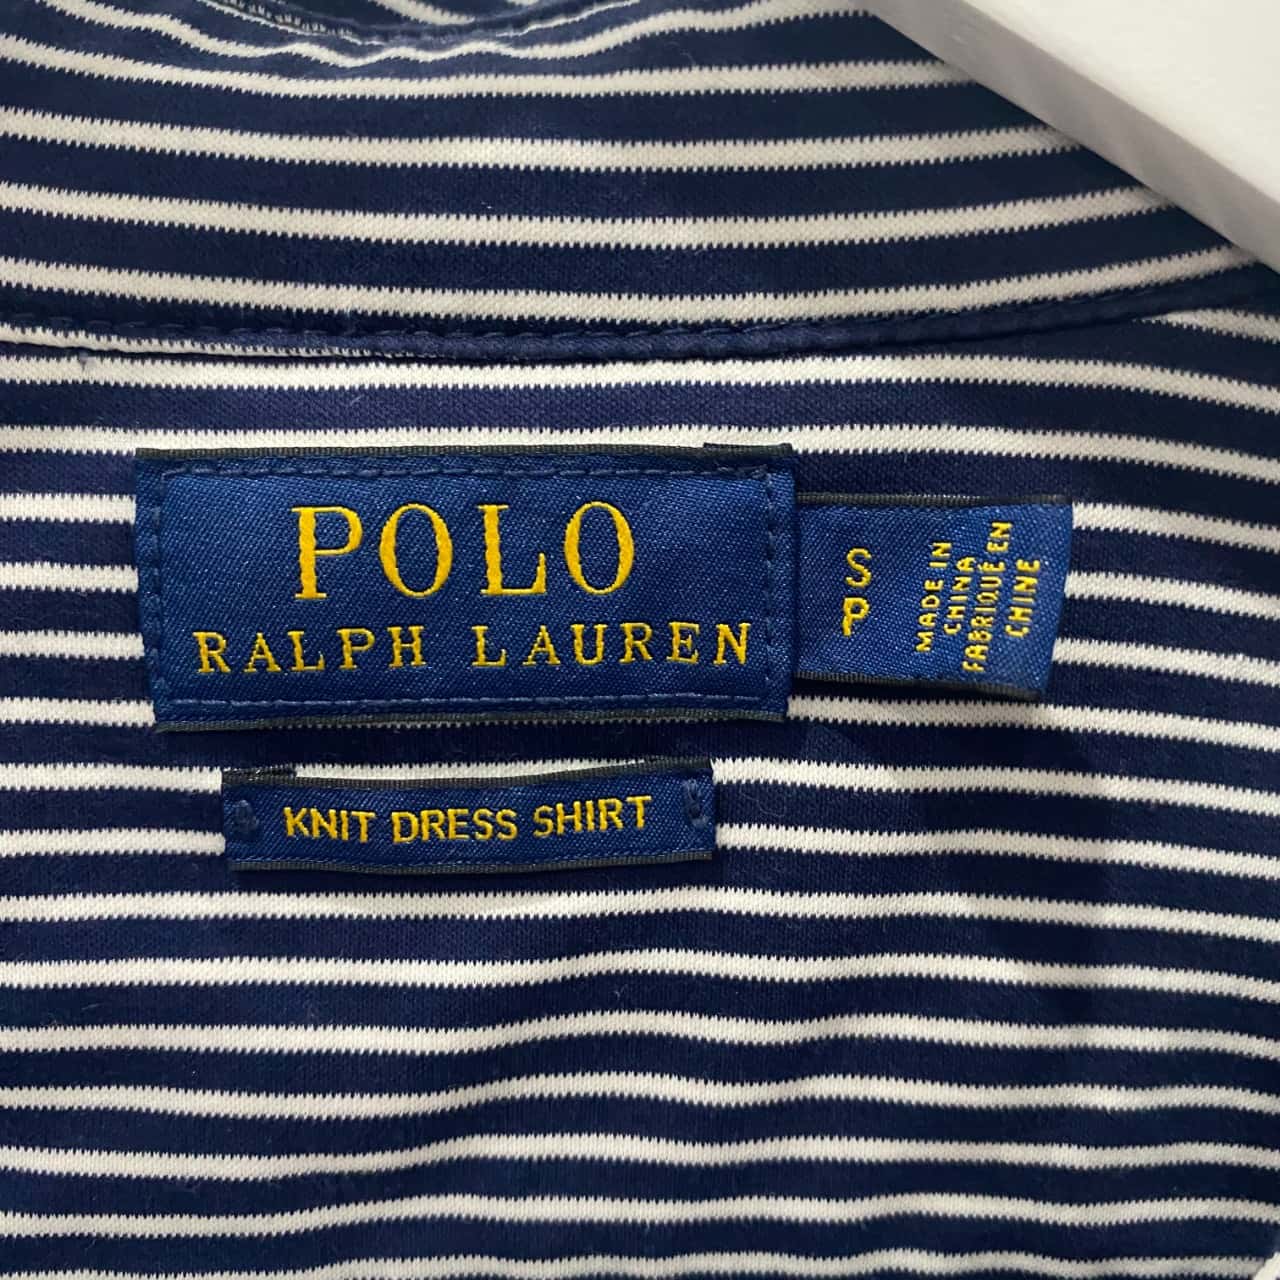 POLO
RALPH LAUREN
S
P
MADE IN
CHINA
FABRIQUÉ EN
CHINE
KNIT DRESS SHIRT